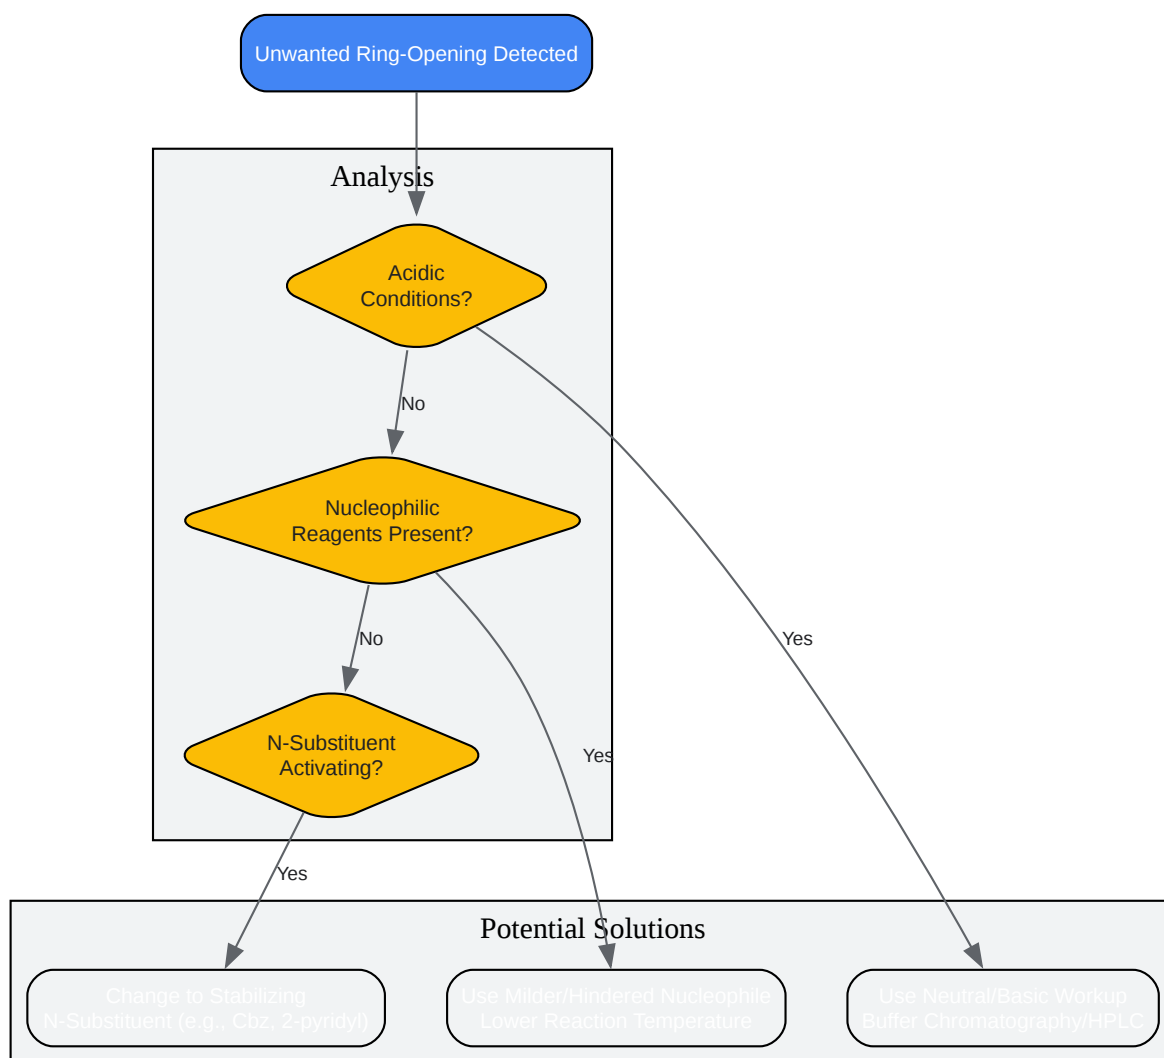 Unwanted Ring-Opening Detected
Analysis
Acidic
Conditions?
No
Nucleophilic
Reagents Present?
No
Yes
N-Substituent
Activating?
Yes
Yes
Potential Solutions
Change to Stabilizing
N-Substituent (e.g., Cbz, 2-pyridyl)
Use Milder/Hindered Nucleophile
Lower Reaction Temperature
Use Neutral/Basic Workup
Buffer Chromatography/HPLC